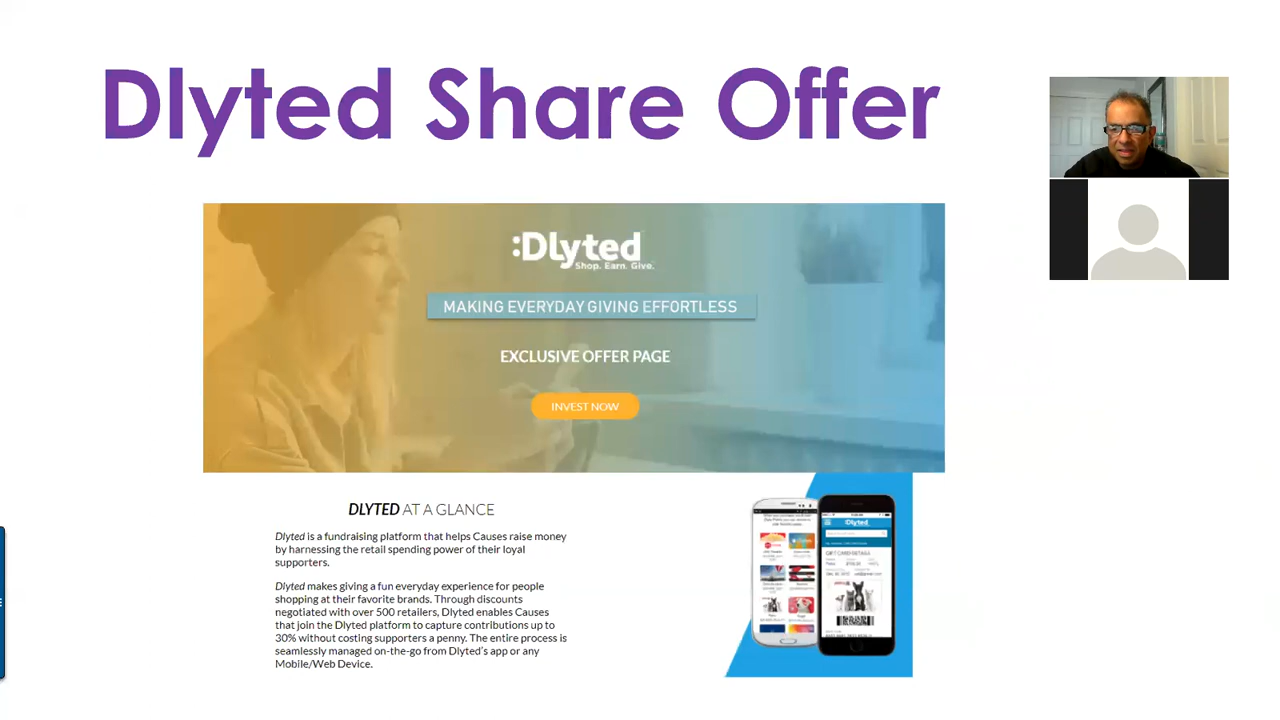 Dlyted Share Offer
:Dlyted
Shop. Earn. Give.
MAKING EVERYDAY GIVING EFFORTLESS
EXCLUSIVE OFFER PAGE
INVEST NOW
DLYTED AT A GLANCE
Dlyted is a fundraising platform that helps Causes raise money
by harnessing the retail spending power of their loyal
supporters.
Dlyted makes giving a fun everyday experience for people
shopping at their favorite brands. Through discounts
negotiated with over 500 retailers, Dlyted enables Causes
that join the Dlyted platform to capture contributions up to
30% without costing supporters a penny. The entire process is
seamlessly managed on-the-go from Dlyted's app or any
Mobile/Web Device.
:Dlyted
GIFT CARD DETAILS